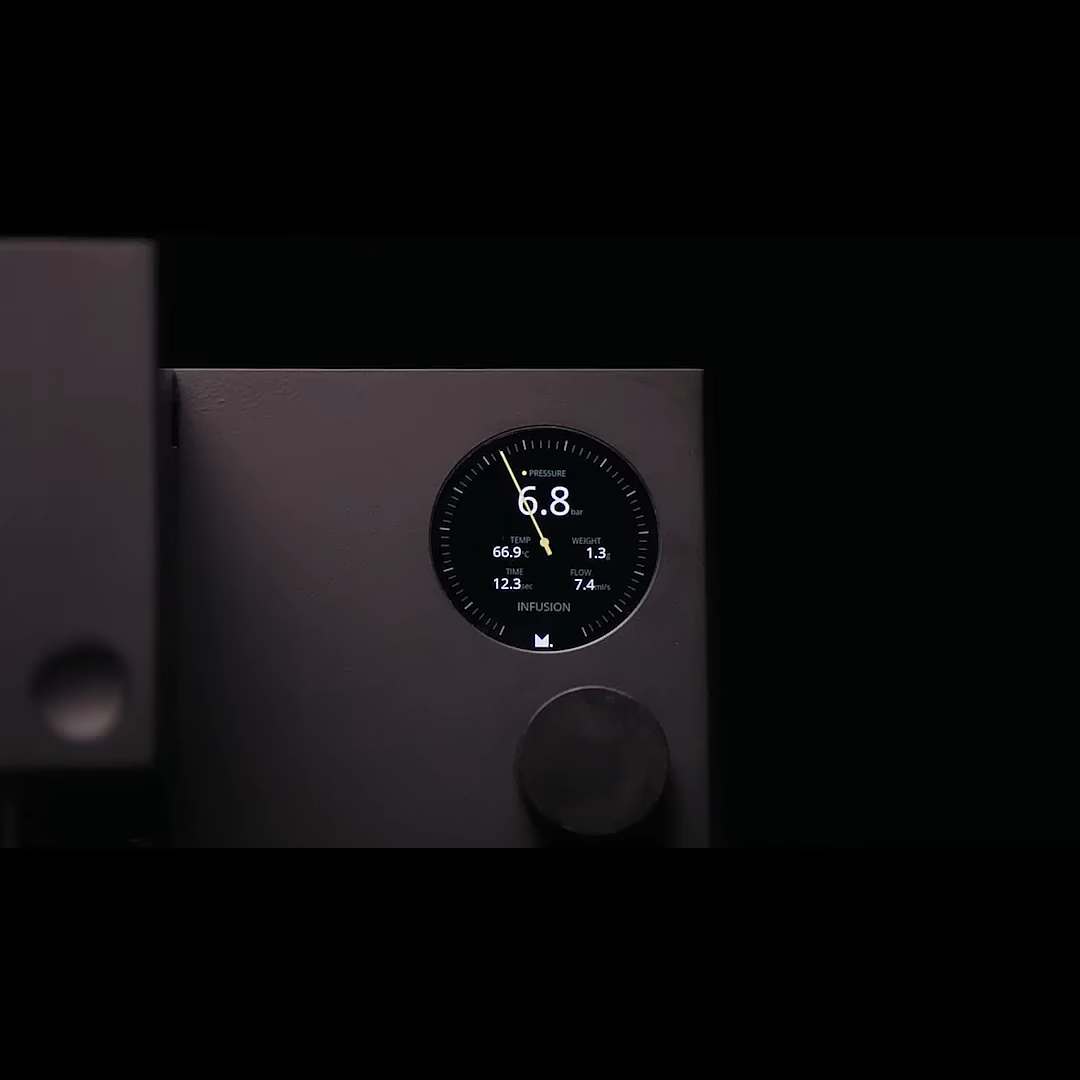 PRESSURE
6.8 bar
TEMP WEIGHT
66.9°C 1.3g
TIME FLOW
12.3sec 7.4ml/s
INFUSION
M.